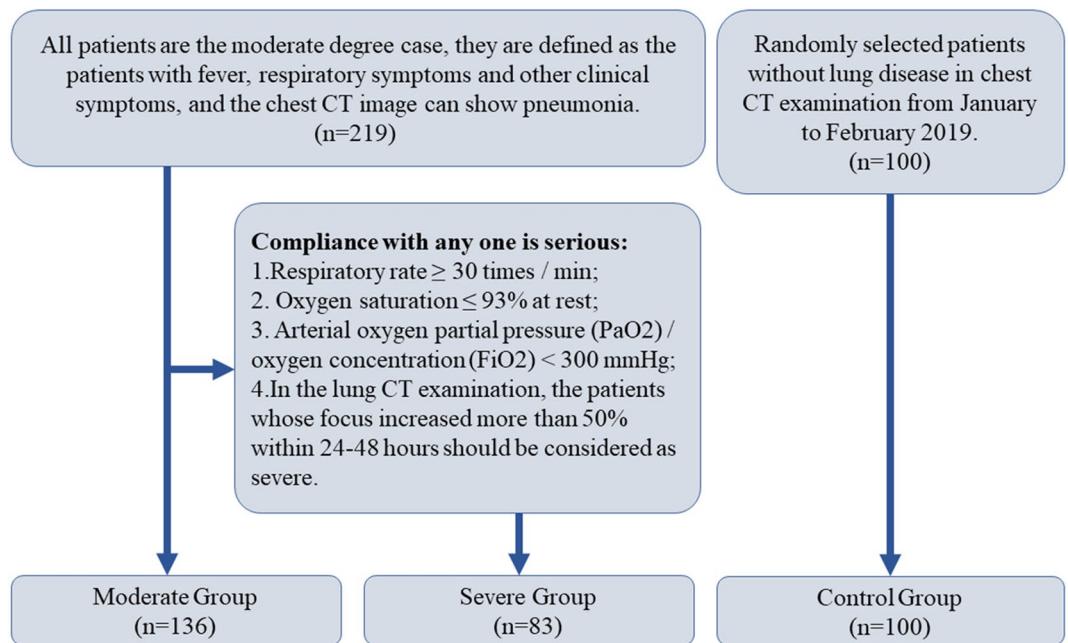 All patients are the moderate degree case, they are defined as the
patients with fever, respiratory symptoms and other clinical
symptoms, and the chest CT image can show pneumonia.
(n=219)
Randomly selected patients
without lung disease in chest
CT examination from January
to February 2019.
(n=100)
Compliance with any one is serious:
1.Respiratory rate ≥ 30 times / min;
2. Oxygen saturation ≤ 93% at rest;
3. Arterial oxygen partial pressure (PaO2) /
oxygen concentration (FiO2) < 300 mmHg;
4.In the lung CT examination, the patients
whose focus increased more than 50%
within 24-48 hours should be considered as
severe.
Moderate Group
(n=136)
Severe Group
(n=83)
Control Group
(n=100)